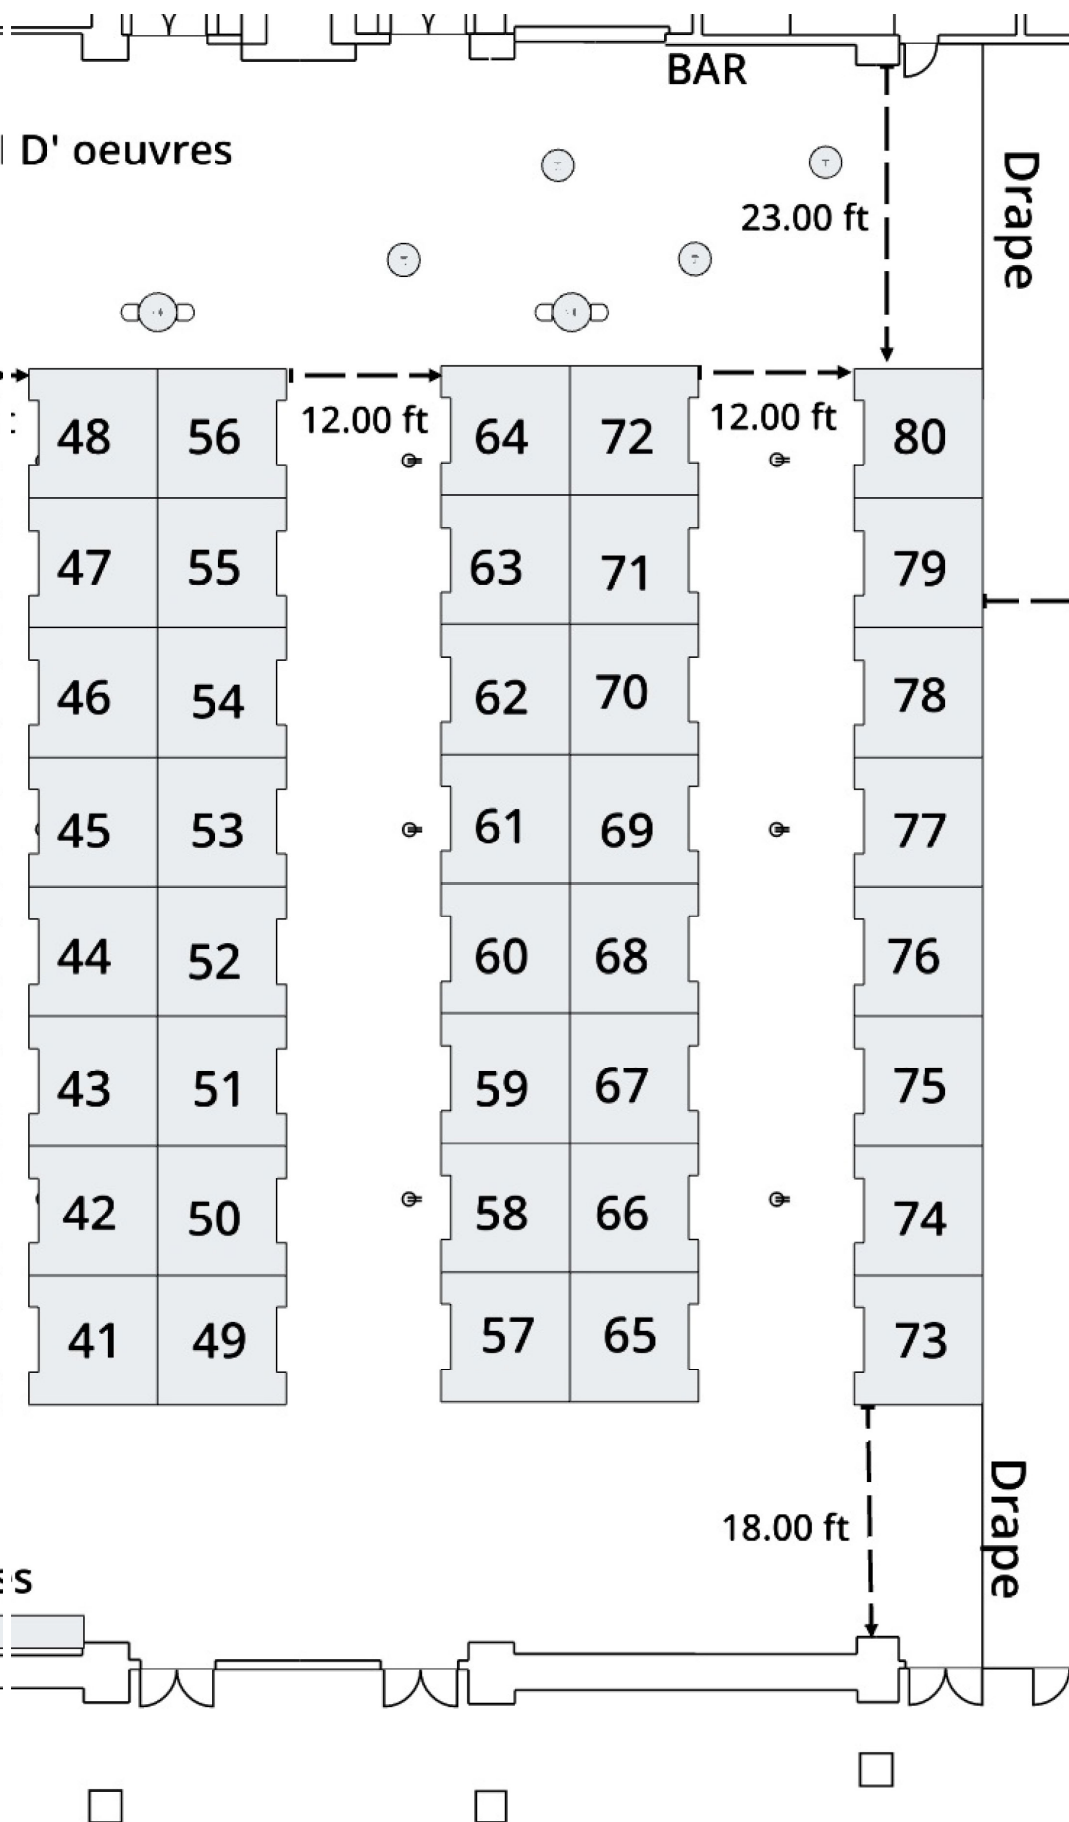 BAR
D' oeuvres
Drape
23.00 ft
12.00 ft
12.00 ft
48 56 64 72 80
47 55 63 71 79
46 54 62 70 78
45 53 61 69 77
44 52 60 68 76
43 51 59 67 75
42 50 58 66 74
41 49 57 65 73
Drape
18.00 ft